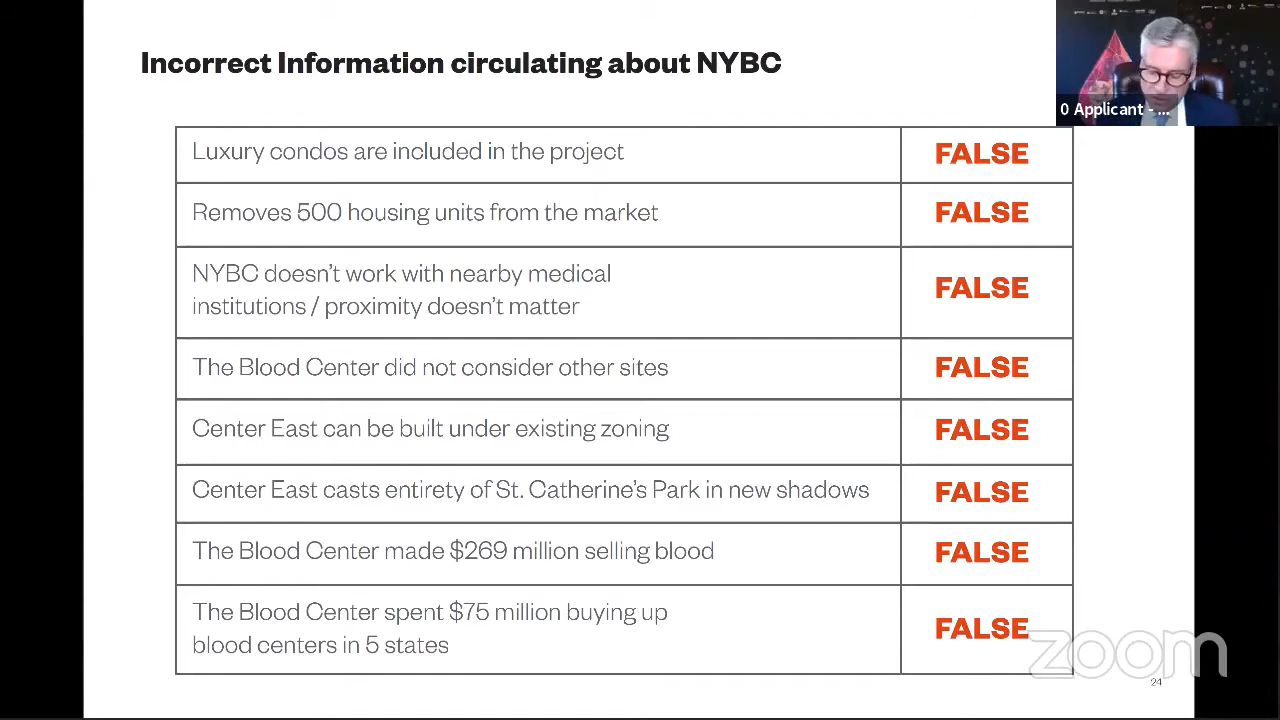 Incorrect Information circulating about NYBC
0 Applicant - ...
Luxury condos are included in the project
FALSE
Removes 500 housing units from the market
FALSE
NYBC doesn't work with nearby medical
institutions / proximity doesn't matter
FALSE
The Blood Center did not consider other sites
FALSE
Center East can be built under existing zoning
FALSE
Center East casts entirety of St. Catherine's Park in new shadows
FALSE
The Blood Center made $269 million selling blood
FALSE
The Blood Center spent $75 million buying up
blood centers in 5 states
FALSE
zoom
24